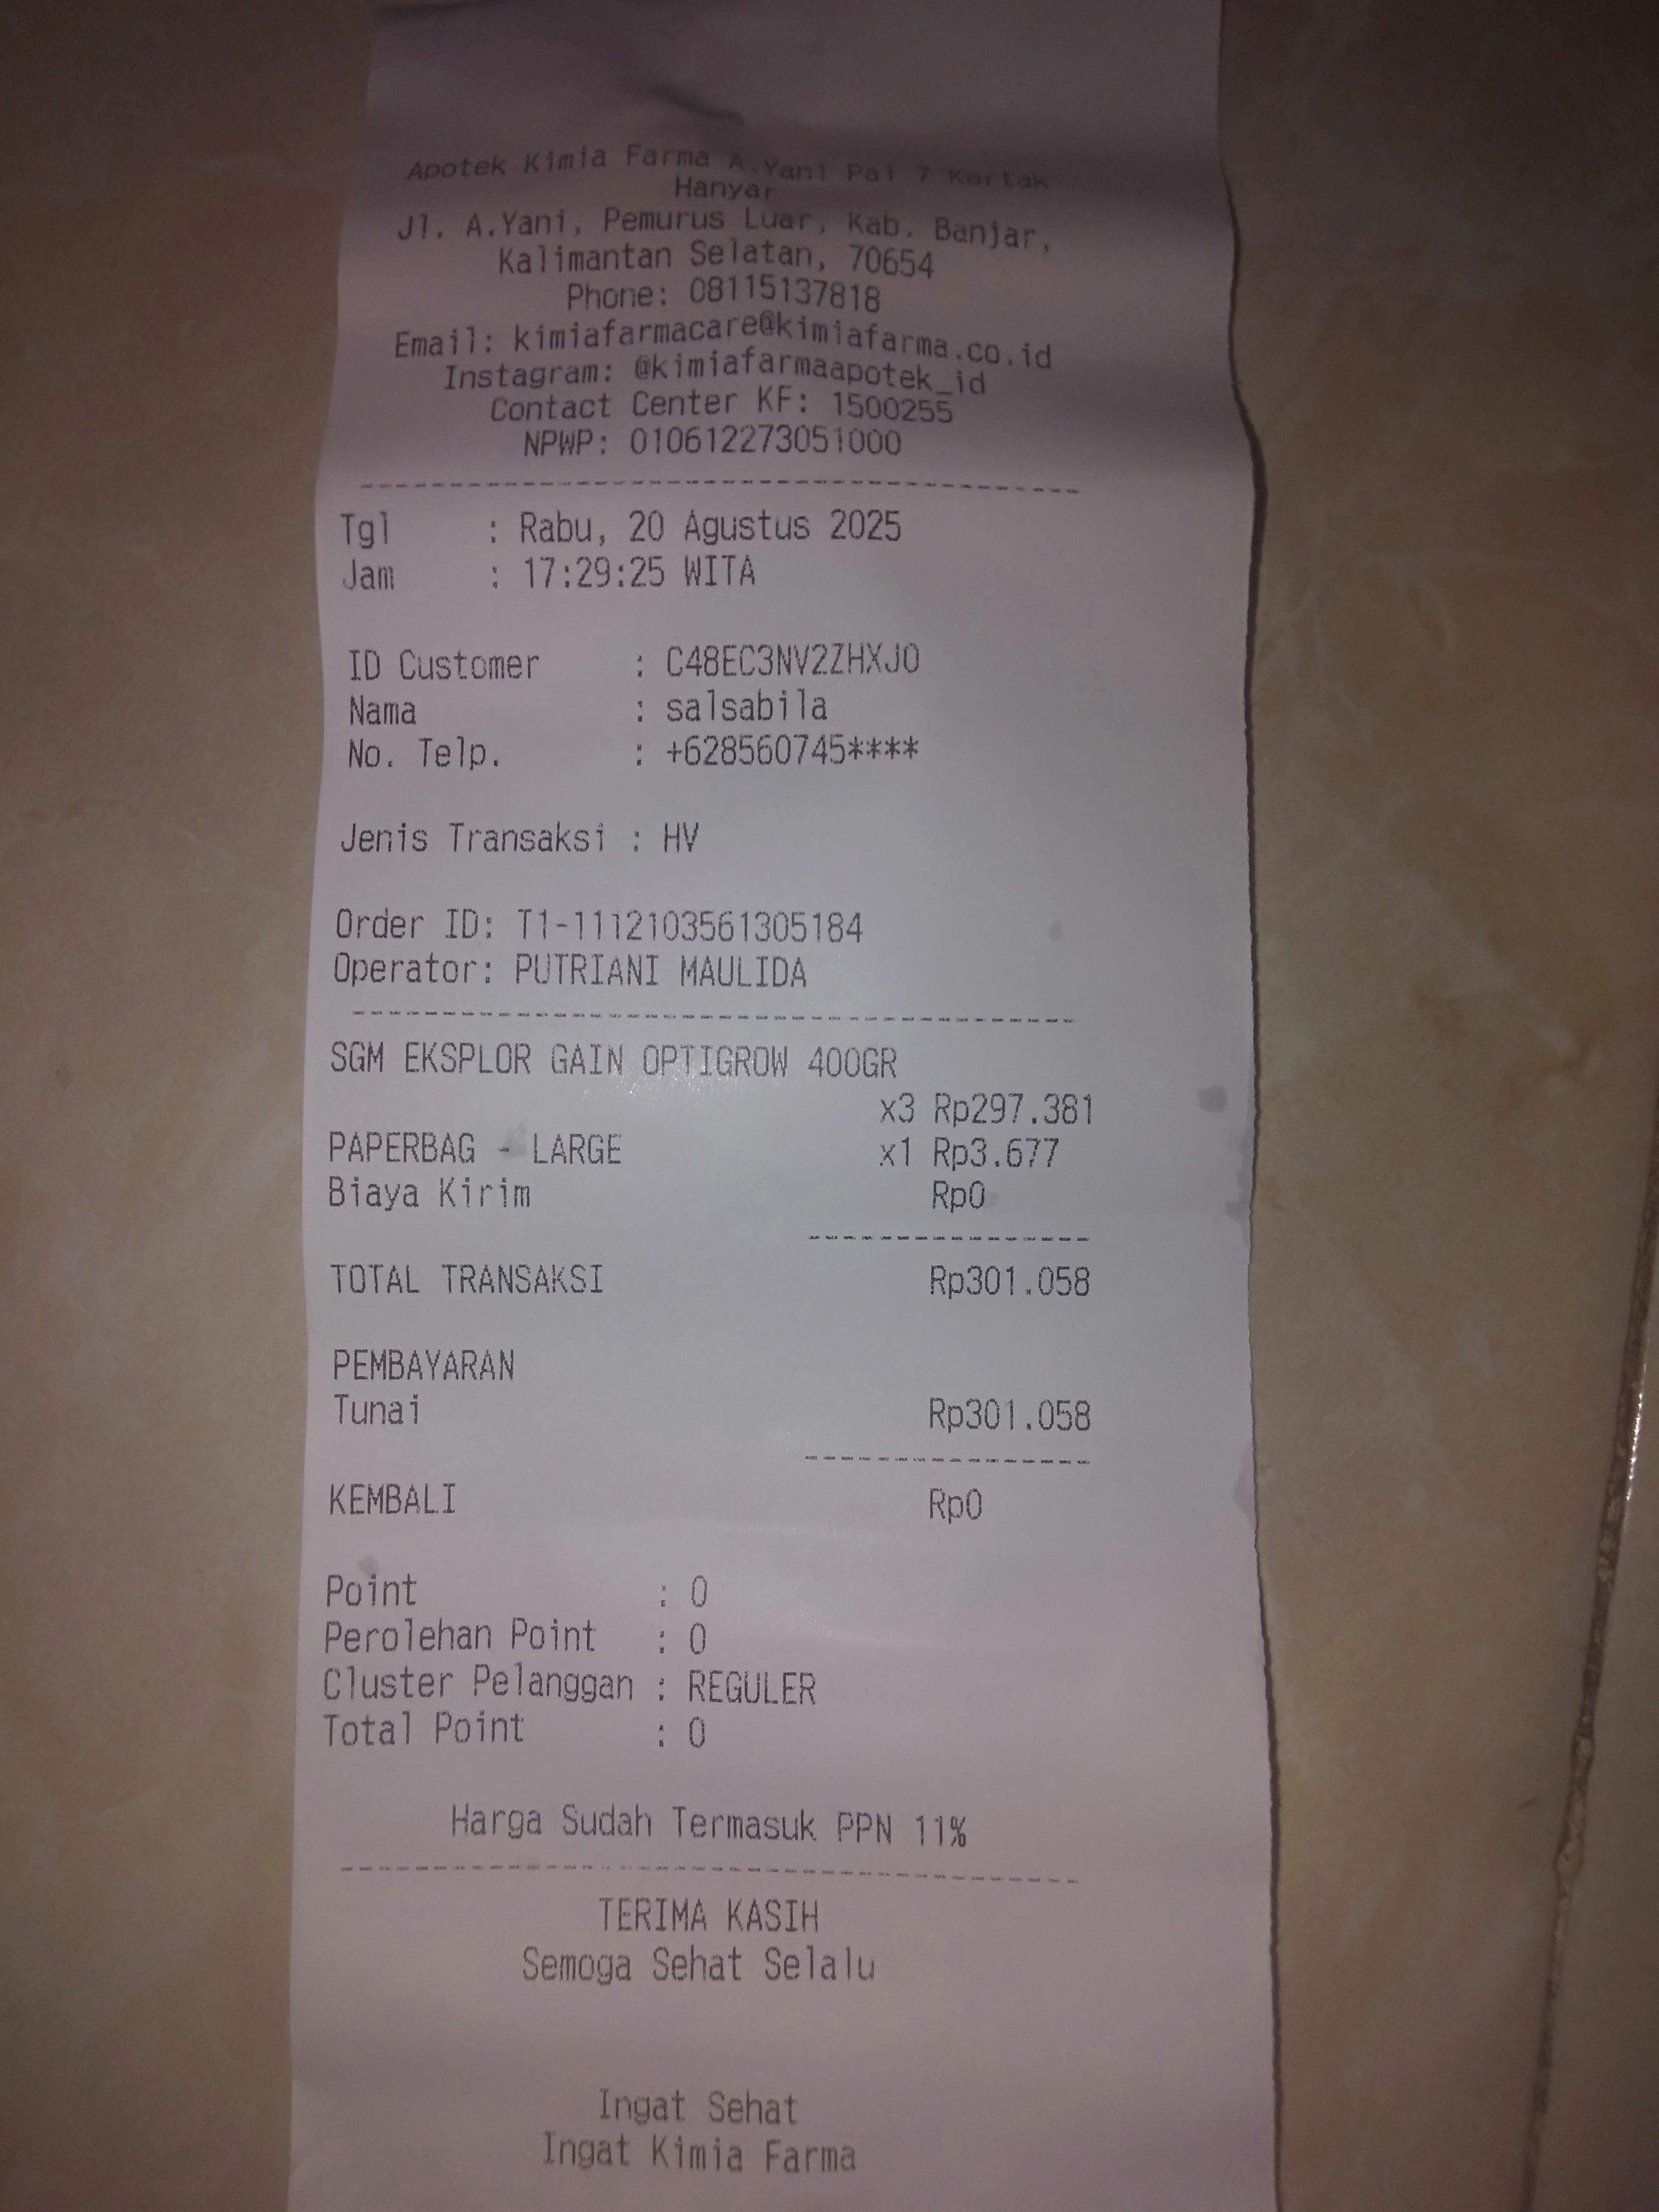 Apotek Kimia Farma A.Yani Pal 7 Kertak
Hanyar
Jl. A.Yani, Pemurus Luar, Kab. Banjar,
Kalimantan Selatan, 70654
Phone: 08115137818
Email: kimiafarmacare@kimiafarma.co.id
Instagram: @kimiafarmaapotek_id
Contact Center KF: 1500255
NPWP: 010612273051000
Tgl : Rabu, 20 Agustus 2025
Jam : 17:29:25 WITA
ID Customer : C48EC3NV2ZHXJO
Nama : salsabila
No. Telp. : +628560745****
Jenis Transaksi : HV
Order ID: T1-1112103561305184
Operator: PUTRIANI MAULIDA
SGM EKSPLOR GAIN OPTIGROW 400GR
x3 Rp297.381
PAPERBAG - LARGE x1 Rp3.677
Biaya Kirim Rp0
TOTAL TRANSAKSI Rp301.058
PEMBAYARAN
Tunai Rp301.058
KEMBALI Rp0
Point : 0
Perolehan Point : 0
Cluster Pelanggan : REGULER
Total Point : 0
Harga Sudah Termasuk PPN 11%
TERIMA KASIH
Semoga Sehat Selalu
Ingat Sehat
Ingat Kimia Farma